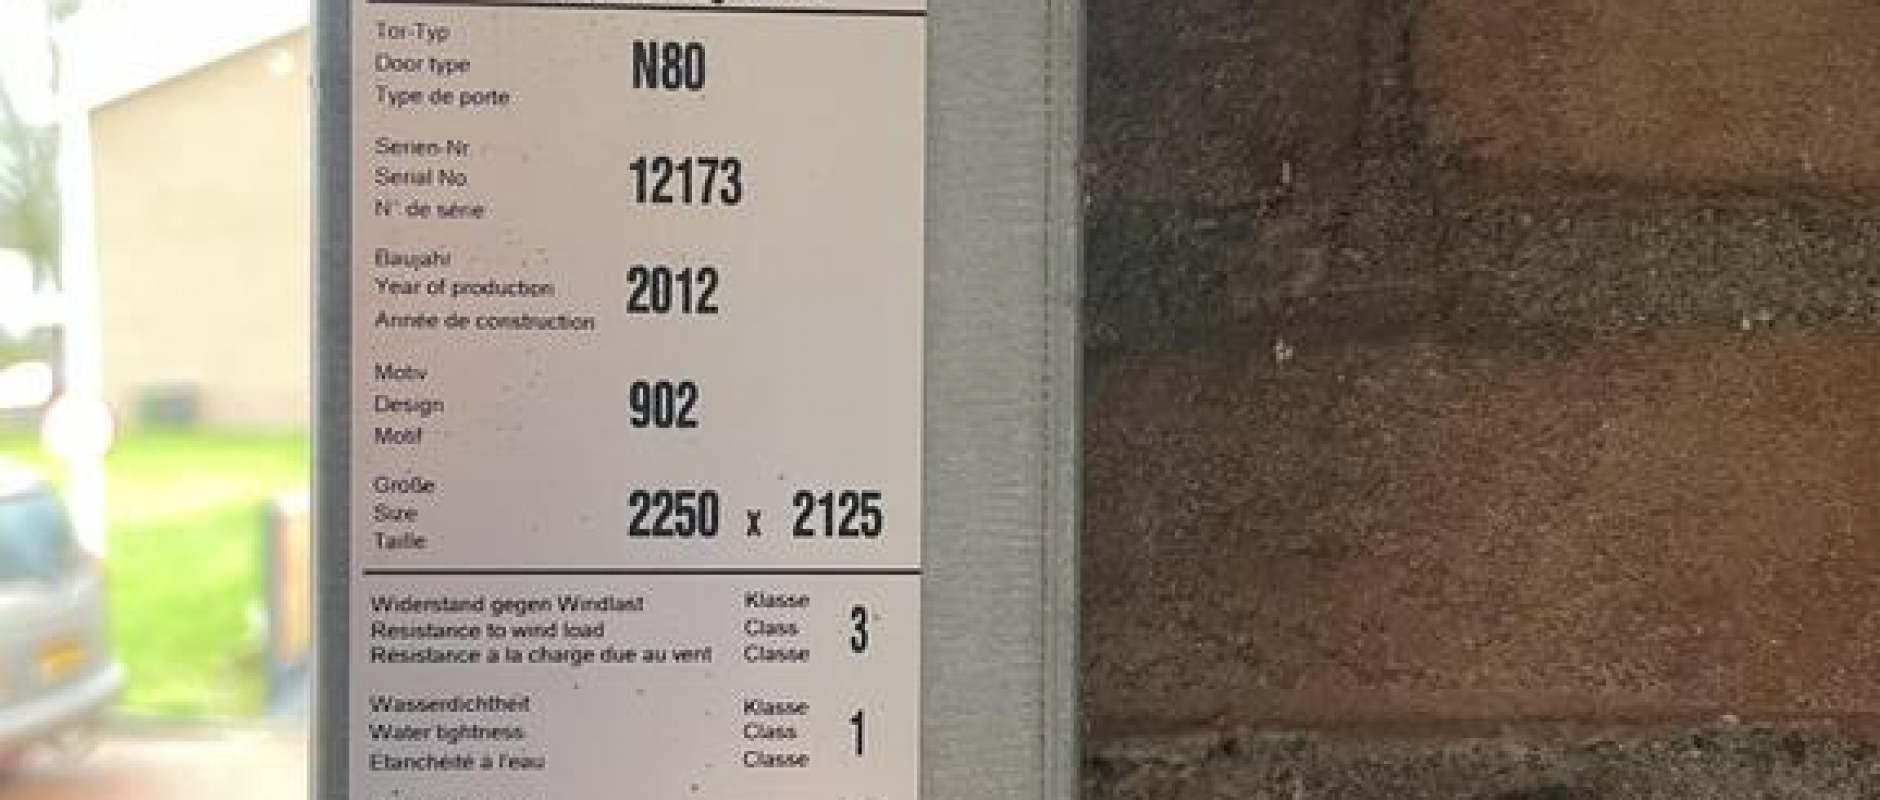 Tor-Typ
Door type
Type de porte
N80
Serien-Nr
Serial No
N° de série
12173
Baujahr
Year of production
Année de construction
2012
Motiv
Design
Motif
902
Größe
Size
Taille
2250 x 2125
Widerstand gegen Windlast
Resistance to wind load
Résistance à la charge due au vent
Klasse
Class
Classe
3
Wasserdichtheit
Water tightness
Etanchéité à l'eau
Klasse
Class
Classe
1